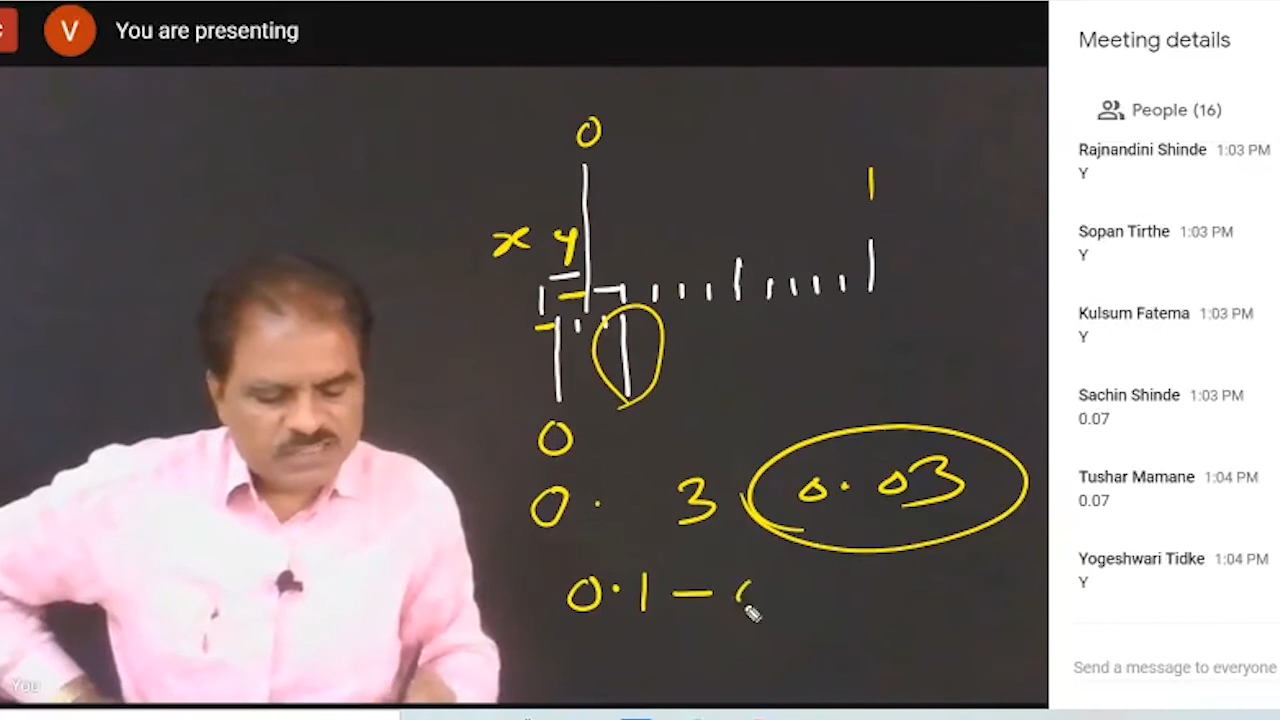 V You are presenting
0
1
x y
0
0. 3 0.03
0.1 -
You
Meeting details
People (16)
Rajnandini Shinde 1:03 PM
Y
Sopan Tirthe 1:03 PM
Y
Kulsum Fatema 1:03 PM
Y
Sachin Shinde 1:03 PM
0.07
Tushar Mamane 1:04 PM
0.07
Yogeshwari Tidke 1:04 PM
Y
Send a message to everyone